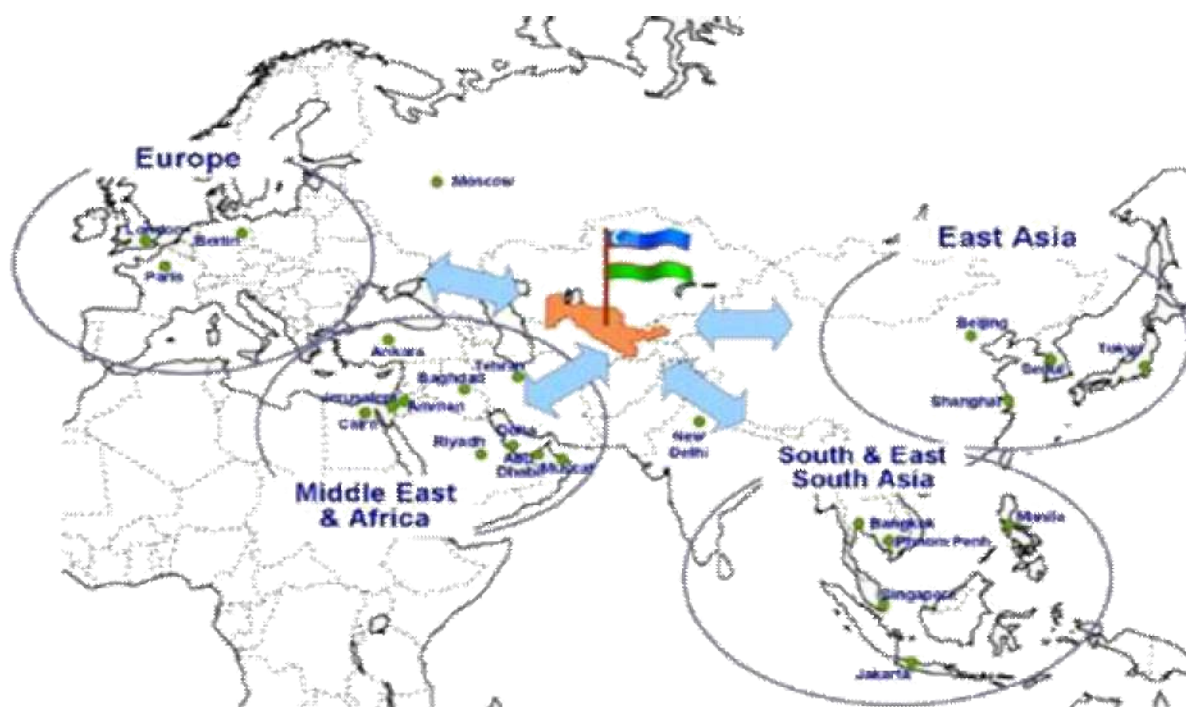 Europe
Moscow
London
Berlin
Paris
East Asia
Beijing
Tokyo
Seoul
Shanghai
Ankara
Tehran
Baghdad
Jerusalem
Amman
Cairo
Doha
Riyadh
Abu
Dhabi
Muscat
New
Delhi
Middle East
& Africa
South & East
South Asia
Bangkok
Manila
Phnom Penh
Singapore
Jakarta